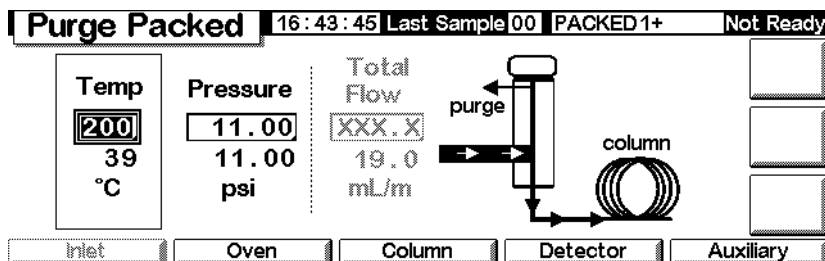 Purge Packed 16:43:45 Last Sample 00 PACKED1+ Not Ready
Temp
200
39
°C
Pressure
11.00
11.00
psi
Total
Flow
XXX.X
19.0
mL/m
purge
column
Inlet Oven Column Detector Auxiliary